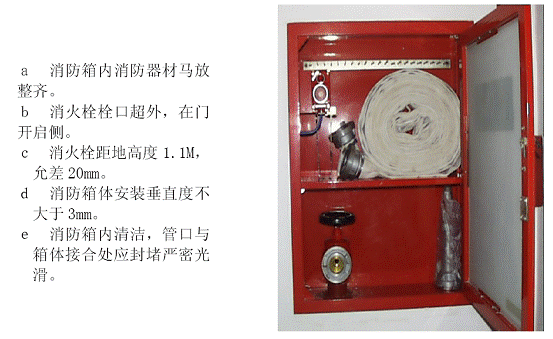 a 消防箱内消防器材马放
整齐。
b 消火栓栓口超外，在门
开启侧。
c 消火栓距地高度 1.1M，
允差 20mm。
d 消防箱体安装垂直度不
大于 3mm。
e 消防箱内清洁，管口与
箱体接合处应封堵严密光
滑。